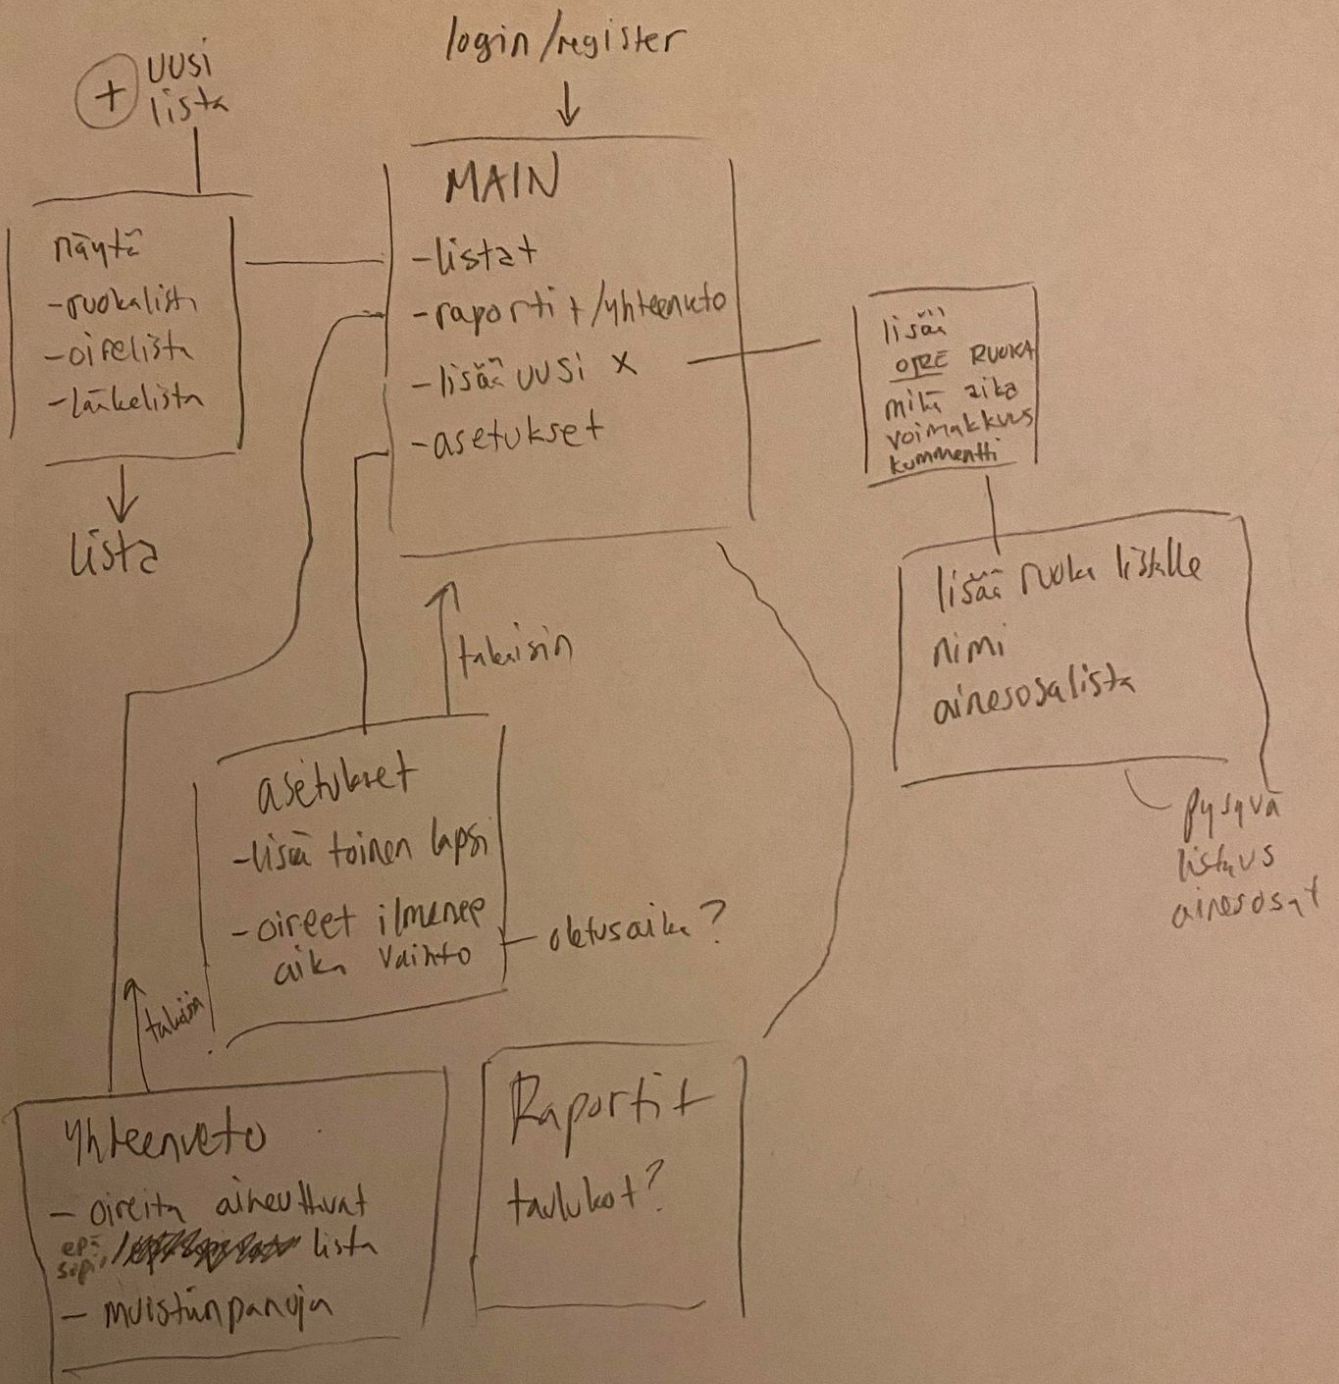 login/register
+ uusi
lista
MAIN
-listat
-raportit/yhteenveto
-lisää uusi x
-asetukset
näytä
-ruokalista
-oirelista
-lääkelista
lista
lisää
OIRE RUOKA
mikä aika
voimakkuus
kommentti
lisää ruoka listalle
nimi
ainesosalista
pysyvä
listaus
ainesosat
takaisin
asetukset
-lisää toinen lapsi
-oireet ilmenee
aika vaihto
oletusaika?
takaisin
yhteenveto
- oireita aiheuttavat
epä
sopi/ lista
- muistiinpanoja
Raportit
taulukot?